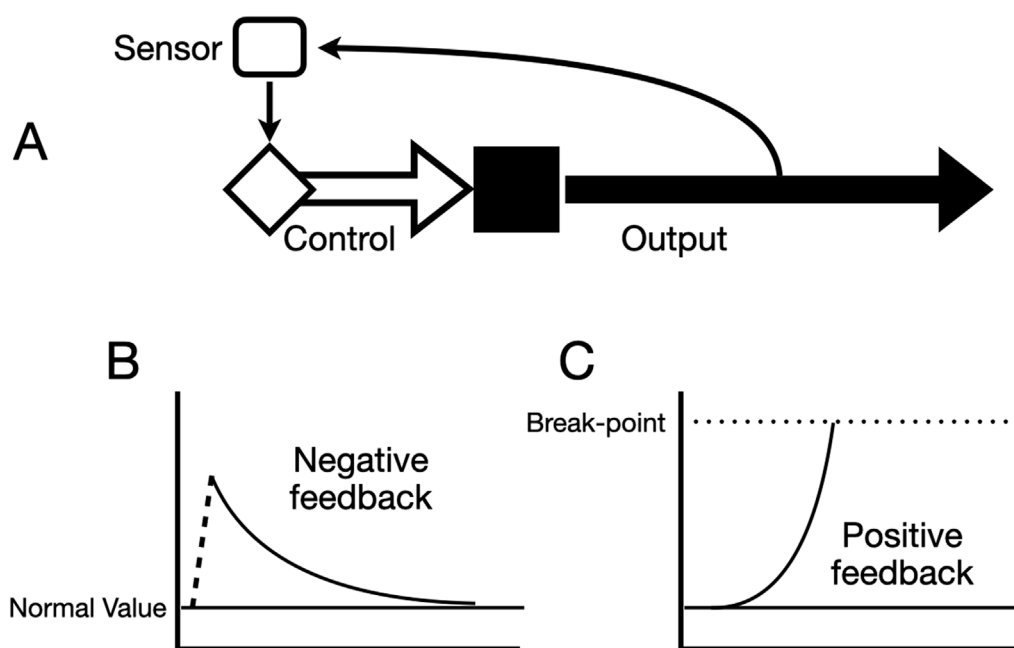 Sensor
A
Control
Output
B
C
Break-point
Negative
feedback
Positive
feedback
Normal Value